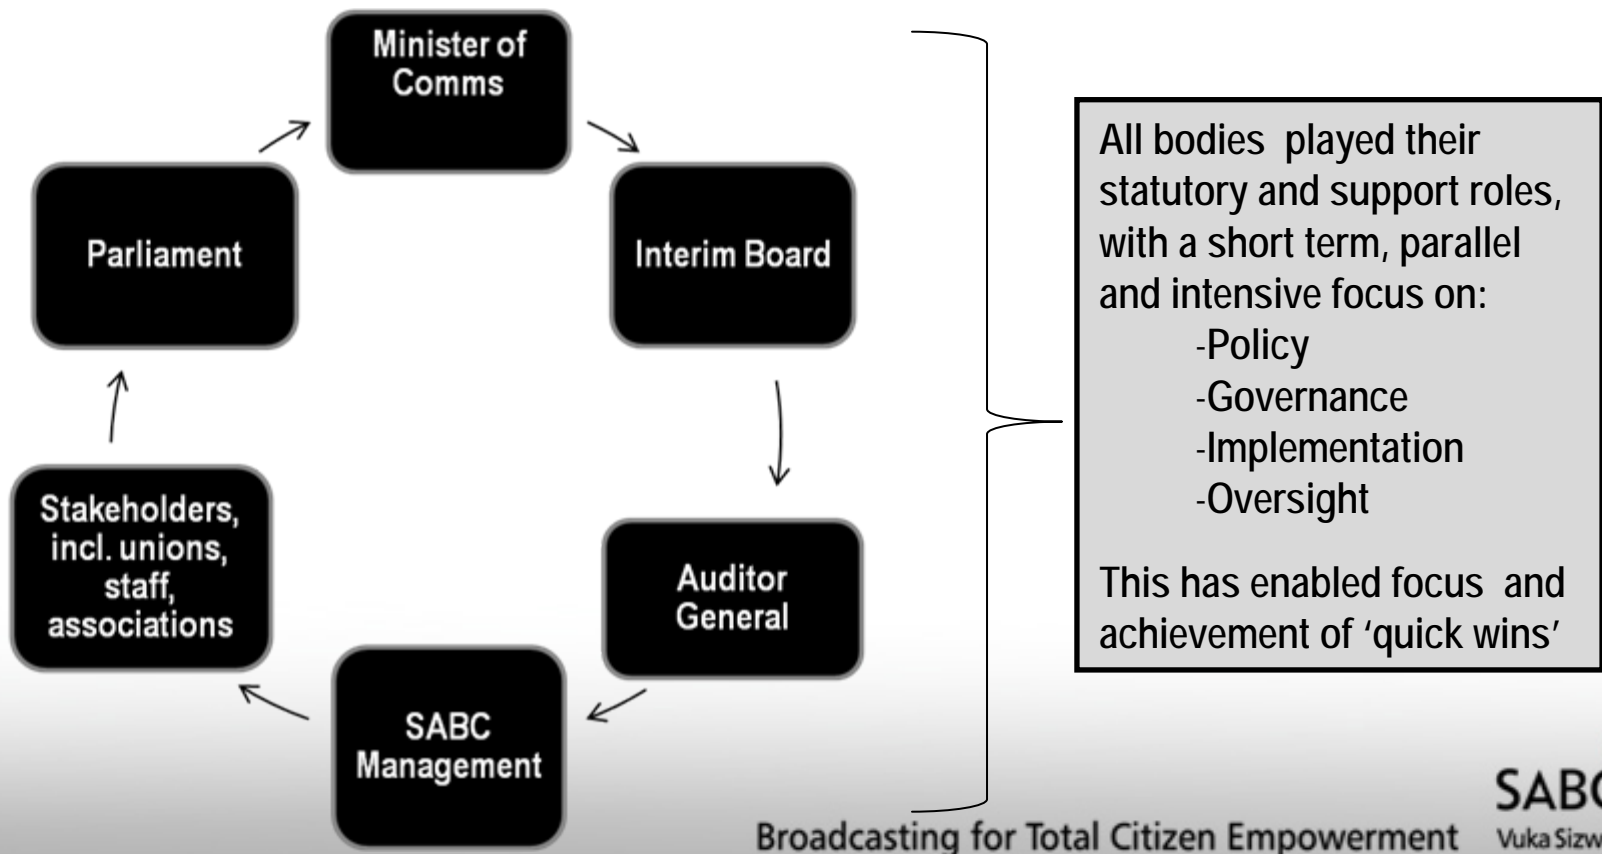 Minister of
Comms
Parliament
Interim Board
Stakeholders,
incl. unions,
staff,
associations
Auditor
General
SABC
Management
All bodies played their
statutory and support roles,
with a short term, parallel
and intensive focus on:
-Policy
-Governance
-Implementation
-Oversight
This has enabled focus and
achievement of ‘quick wins’
Broadcasting for Total Citizen Empowerment
SABC
Vuka